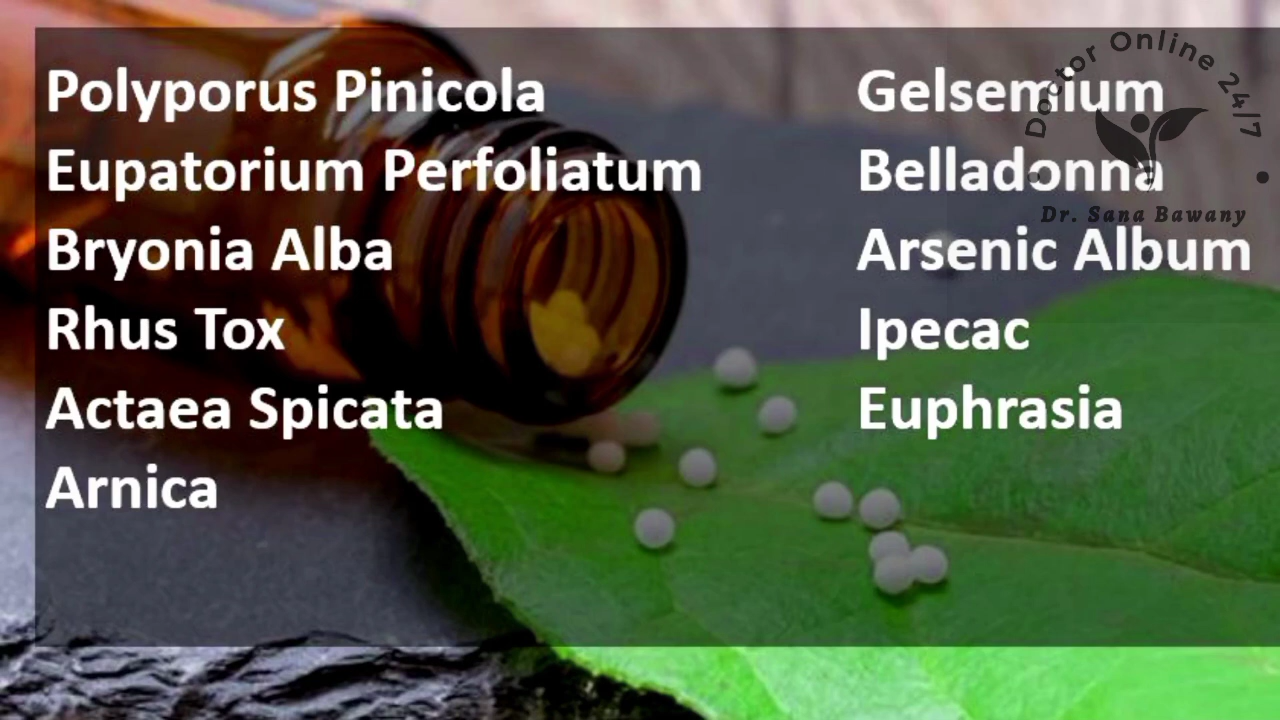 Polyporus Pinicola
Eupatorium Perfoliatum
Bryonia Alba
Rhus Tox
Actaea Spicata
Arnica
Gelsemium
Belladonna
Arsenic Album
Ipecac
Euphrasia
Doctor Online 24/7
Dr. Sana Bawany